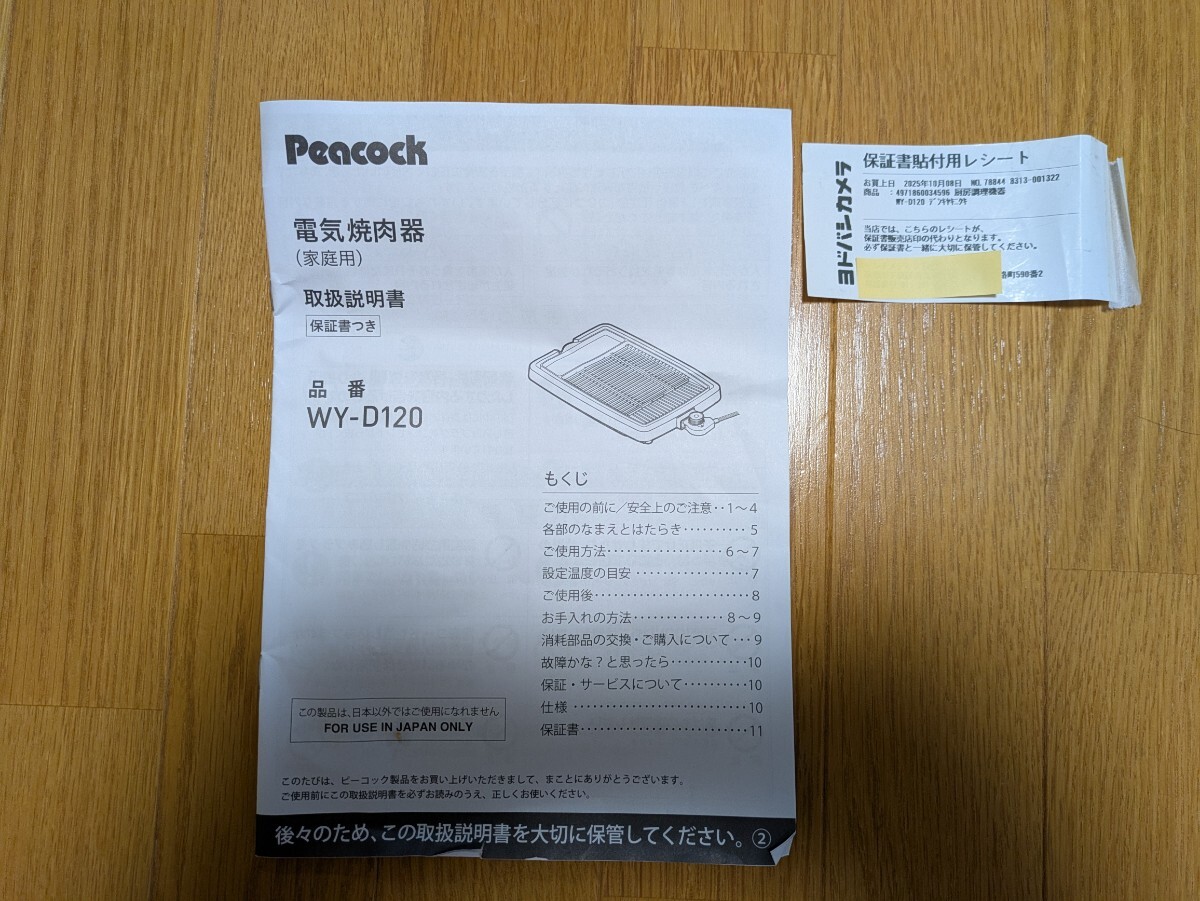 Peacock
電気焼肉器
(家庭用)
取扱説明書
保証書つき
品 番
WY-D120
もくじ
ご使用の前に/安全上のご注意‥1〜4
各部のなまえとはたらき‥‥‥‥‥5
ご使用方法‥‥‥‥‥‥‥‥‥6〜7
設定温度の目安‥‥‥‥‥‥‥‥‥7
ご使用後‥‥‥‥‥‥‥‥‥‥‥‥8
お手入れの方法‥‥‥‥‥‥‥8〜9
消耗部品の交換・ご購入について‥・9
故障かな?と思ったら‥‥‥‥‥‥10
保証・サービスについて‥‥‥‥‥10
仕様‥‥‥‥‥‥‥‥‥‥‥‥‥10
保証書‥‥‥‥‥‥‥‥‥‥‥‥‥11
この製品は、日本以外ではご使用になれません
FOR USE IN JAPAN ONLY
このたびは、ピーコック製品をお買い上げいただきまして、まことにありがとうございます。
ご使用前にこの取扱説明書を必ずお読みのうえ、正しくお使いください。
後々のため、この取扱説明書を大切に保管してください。②
ヨドバシカメラ
保証書貼付用レシート
お買上日 2025年10月08日 NO.78844 8313-001322
商品 :4971860034596 厨房調理機器
WY-D120 デンキヤキニクキ
当店では、こちらのレシートが、
保証書販売店印の代わりとなります。
必ず保証書と一緒に大切に保管してください。
町590番2